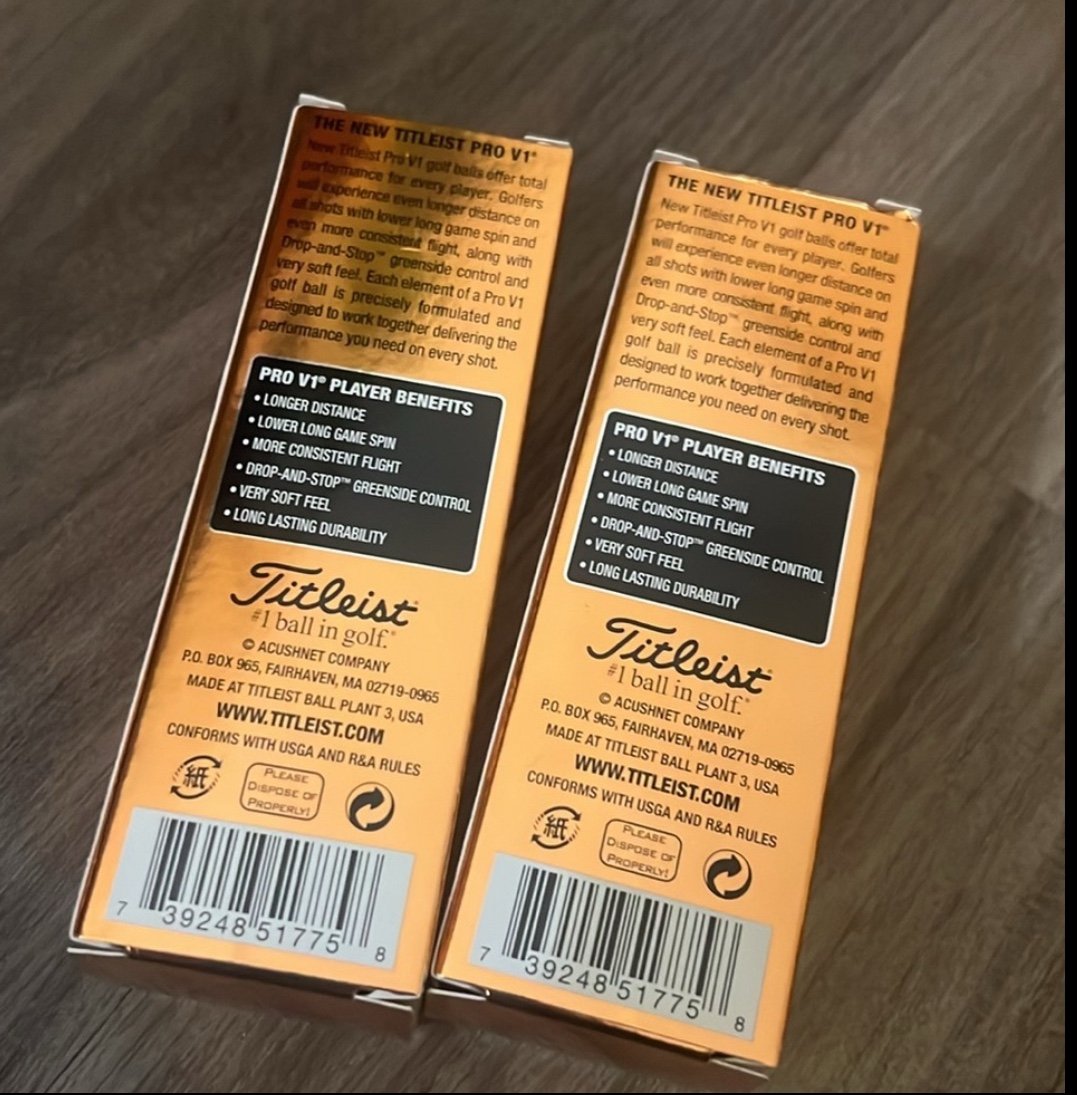 THE NEW TITLEIST PRO V1®
New Titleist Pro V1 golf balls offer total
performance for every player. Golfers
will experience even longer distance on
all shots with lower long game spin and
even more consistent flight, along with
Drop-and-Stop™ greenside control and
very soft feel. Each element of a Pro V1
golf ball is precisely formulated and
designed to work together delivering the
performance you need on every shot.
PRO V1® PLAYER BENEFITS
• LONGER DISTANCE
• LOWER LONG GAME SPIN
• MORE CONSISTENT FLIGHT
• DROP-AND-STOP™ GREENSIDE CONTROL
• VERY SOFT FEEL
• LONG LASTING DURABILITY
Titleist®
#1 ball in golf.®
© ACUSHNET COMPANY
P.O. BOX 965, FAIRHAVEN, MA 02719-0965
MADE AT TITLEIST BALL PLANT 3, USA
WWW.TITLEIST.COM
CONFORMS WITH USGA AND R&A RULES
紙
PLEASE
DISPOSE OF
PROPERLY!
7 39248 51775 8
THE NEW TITLEIST PRO V1®
New Titleist Pro V1 golf balls offer total
performance for every player. Golfers
will experience even longer distance on
all shots with lower long game spin and
even more consistent flight, along with
Drop-and-Stop™ greenside control and
very soft feel. Each element of a Pro V1
golf ball is precisely formulated and
designed to work together delivering the
performance you need on every shot.
PRO V1® PLAYER BENEFITS
• LONGER DISTANCE
• LOWER LONG GAME SPIN
• MORE CONSISTENT FLIGHT
• DROP-AND-STOP™ GREENSIDE CONTROL
• VERY SOFT FEEL
• LONG LASTING DURABILITY
Titleist®
#1 ball in golf.®
© ACUSHNET COMPANY
P.O. BOX 965, FAIRHAVEN, MA 02719-0965
MADE AT TITLEIST BALL PLANT 3, USA
WWW.TITLEIST.COM
CONFORMS WITH USGA AND R&A RULES
紙
PLEASE
DISPOSE OF
PROPERLY!
7 39248 51775 8